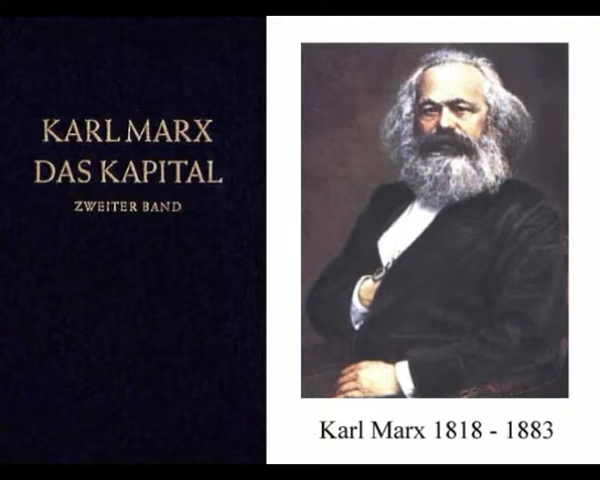 KARL MARX
DAS KAPITAL
ZWEITER BAND
Karl Marx 1818 - 1883